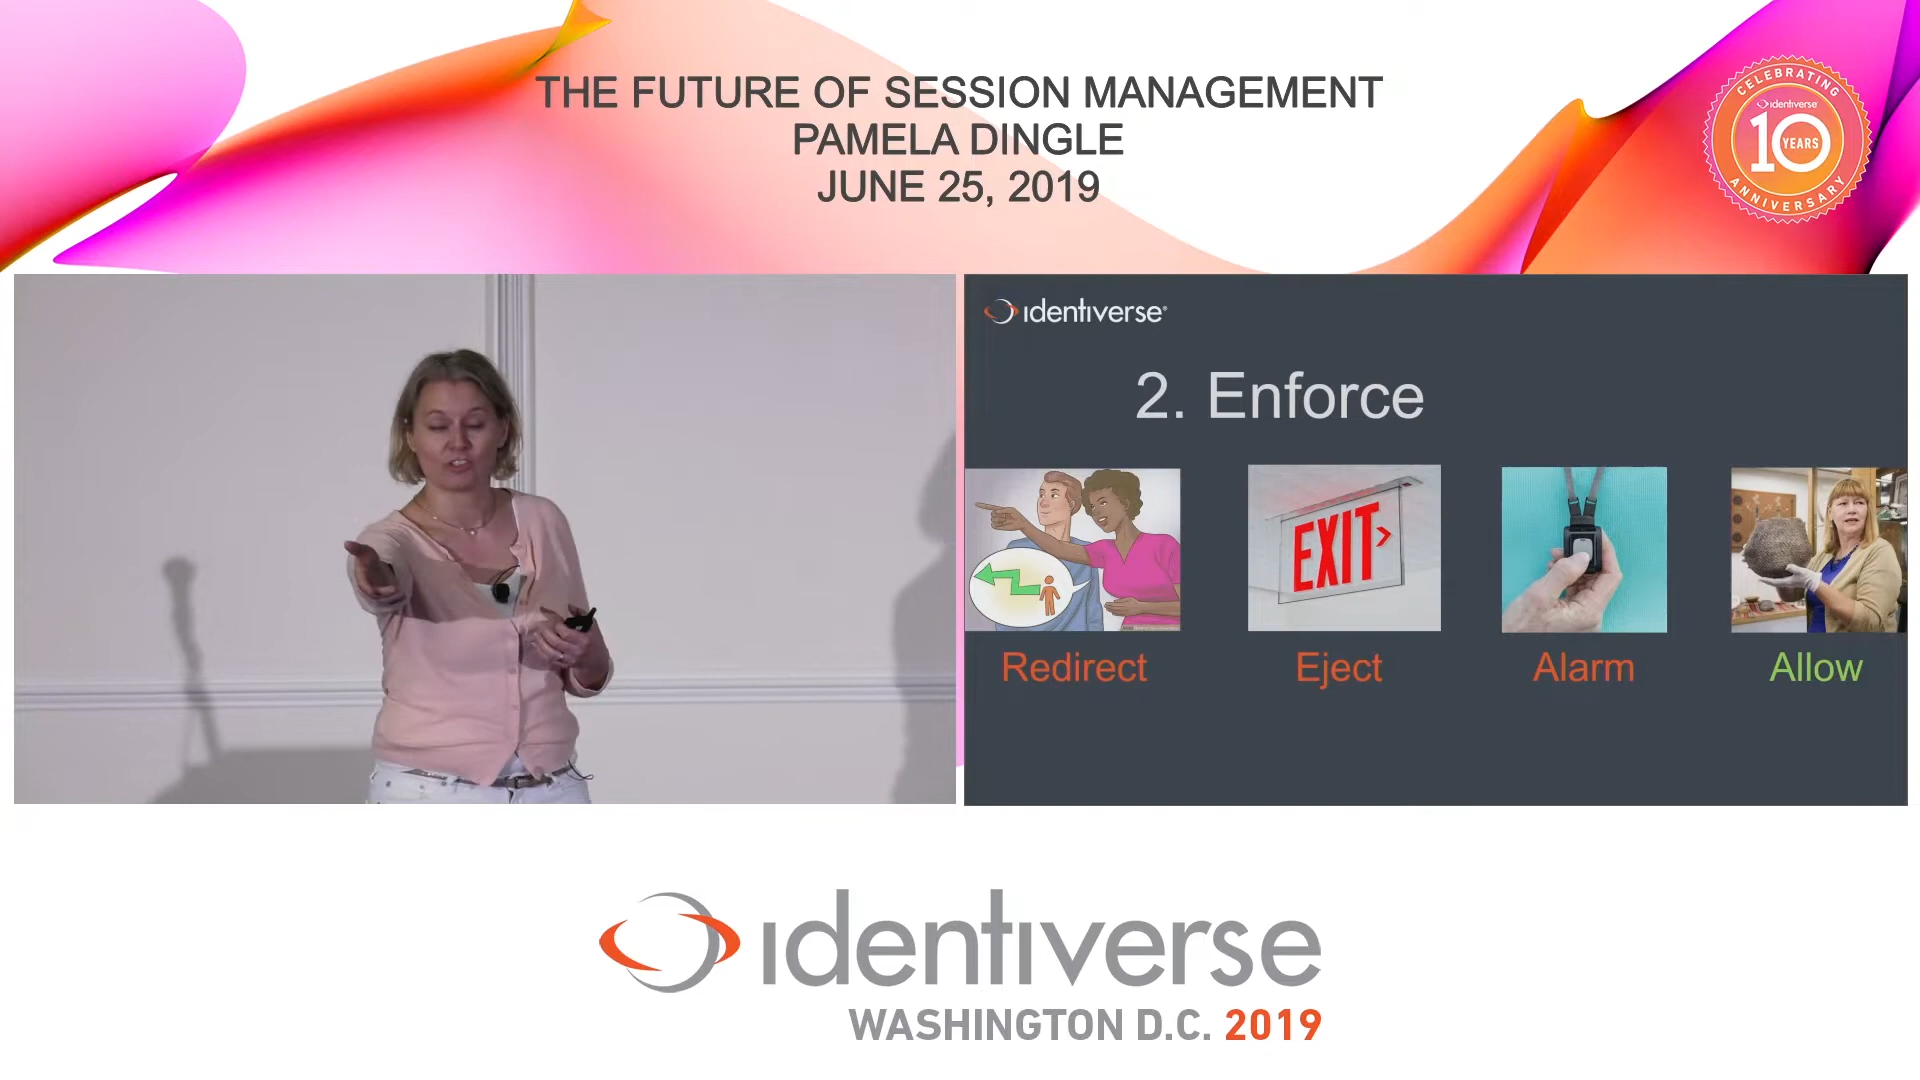 THE FUTURE OF SESSION MANAGEMENT
PAMELA DINGLE
JUNE 25, 2019
CELEBRATING
identiverse
10
YEARS
ANNIVERSARY
identiverse
2. Enforce
EXIT
Redirect
Eject
Alarm
Allow
identiverse
WASHINGTON D.C. 2019